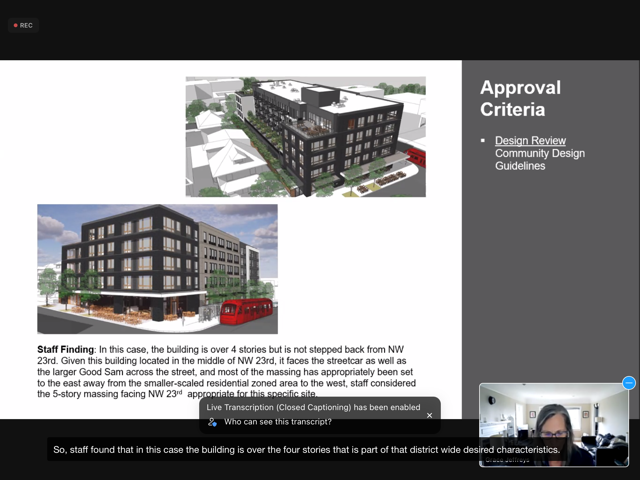 REC
Approval
Criteria
Design Review
Community Design
Guidelines
Staff Finding: In this case, the building is over 4 stories but is not stepped back from NW
23rd. Given this building located in the middle of NW 23rd, it faces the streetcar as well as
the larger Good Sam across the street, and most of the massing has appropriately been set
to the east away from the smaller-scaled residential zoned area to the west, staff considered
the 5-story massing facing NW 23rd appropriate for this specific site.
Live Transcription (Closed Captioning) has been enabled
Who can see this transcript?
So, staff found that in this case the building is over the four stories that is part of that district wide desired characteristics.